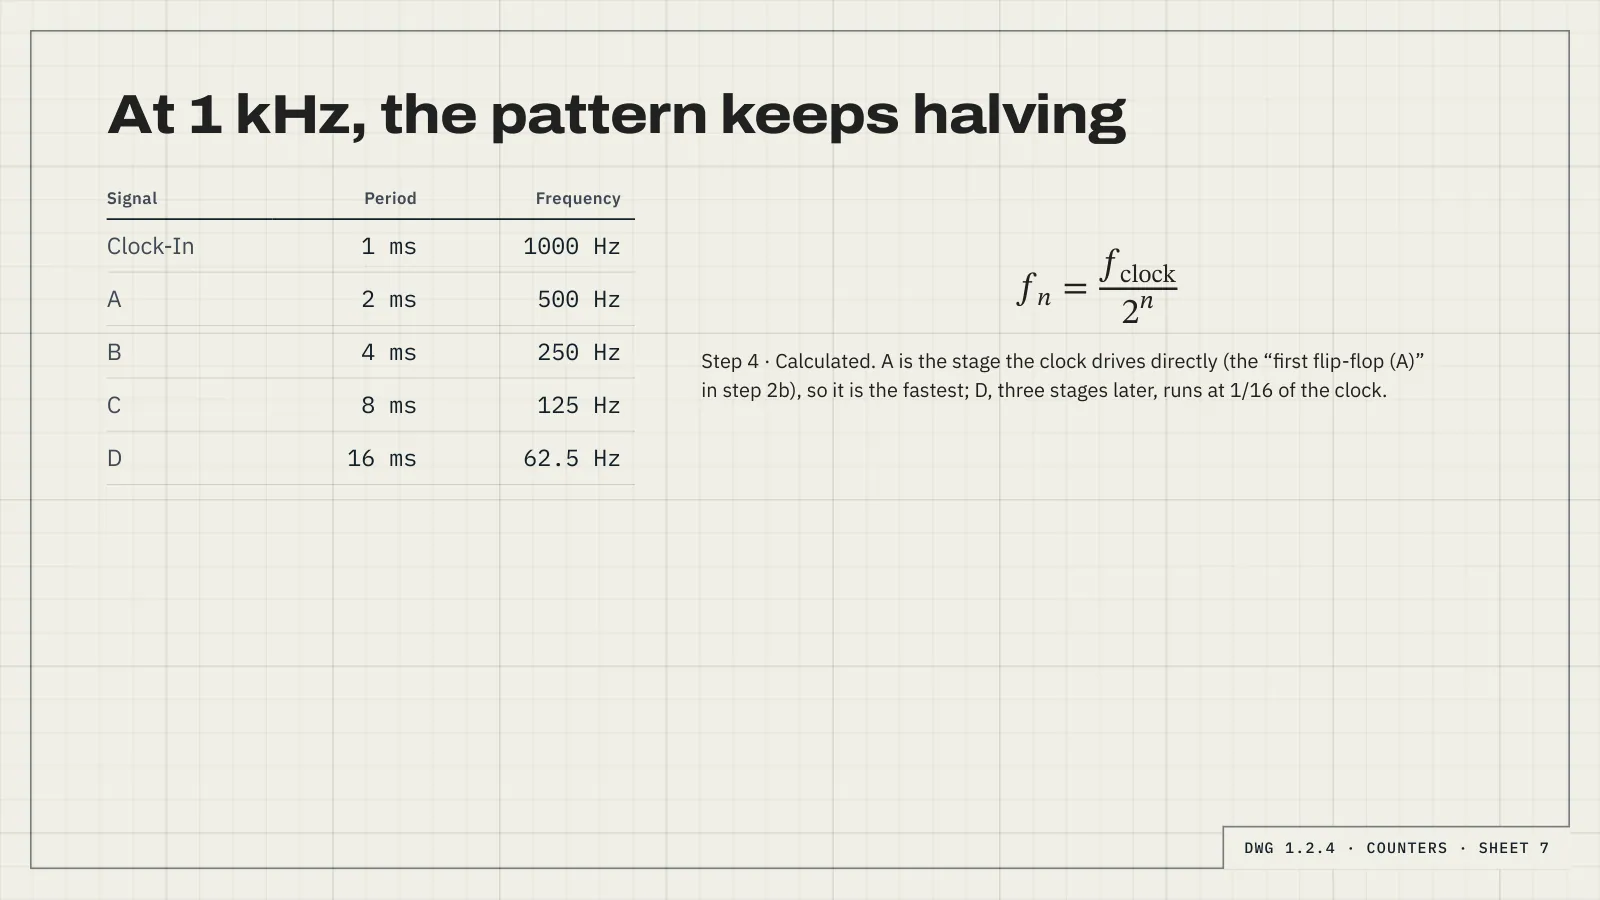 At 1 kHz, the pattern keeps halving
Signal Period Frequency
Clock-In 1 ms 1000 Hz
A 2 ms 500 Hz
B 4 ms 250 Hz
C 8 ms 125 Hz
D 16 ms 62.5 Hz
f_n = f_clock / 2^n
Step 4 · Calculated. A is the stage the clock drives directly (the “first flip-flop (A)”
in step 2b), so it is the fastest; D, three stages later, runs at 1/16 of the clock.
DWG 1.2.4 · COUNTERS · SHEET 7